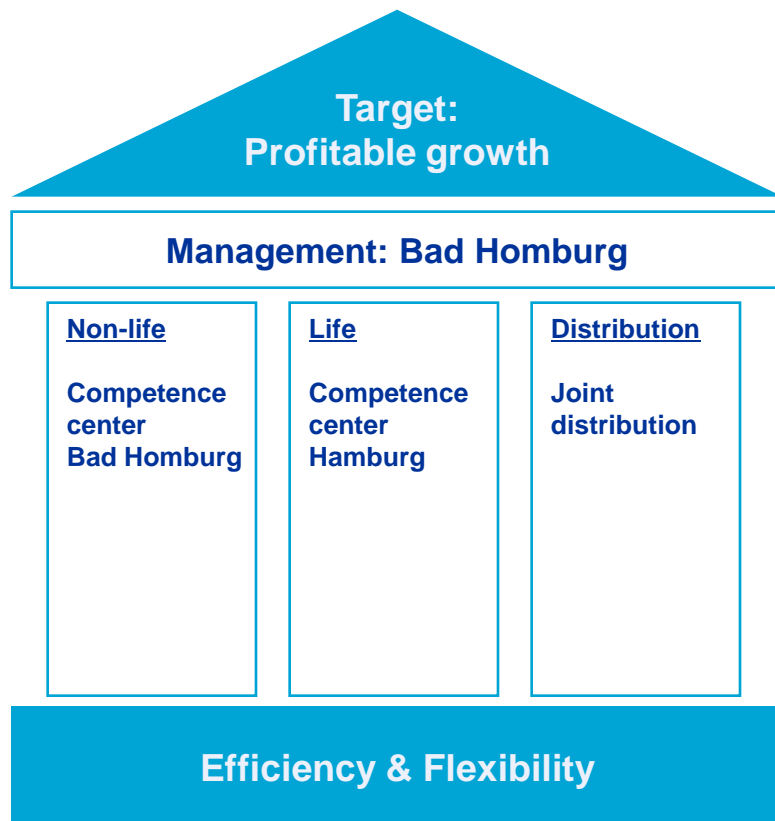 Target:
Profitable growth
Management: Bad Homburg
Non-life
Competence
center
Bad Homburg
Life
Competence
center
Hamburg
Distribution
Joint
distribution
Efficiency & Flexibility